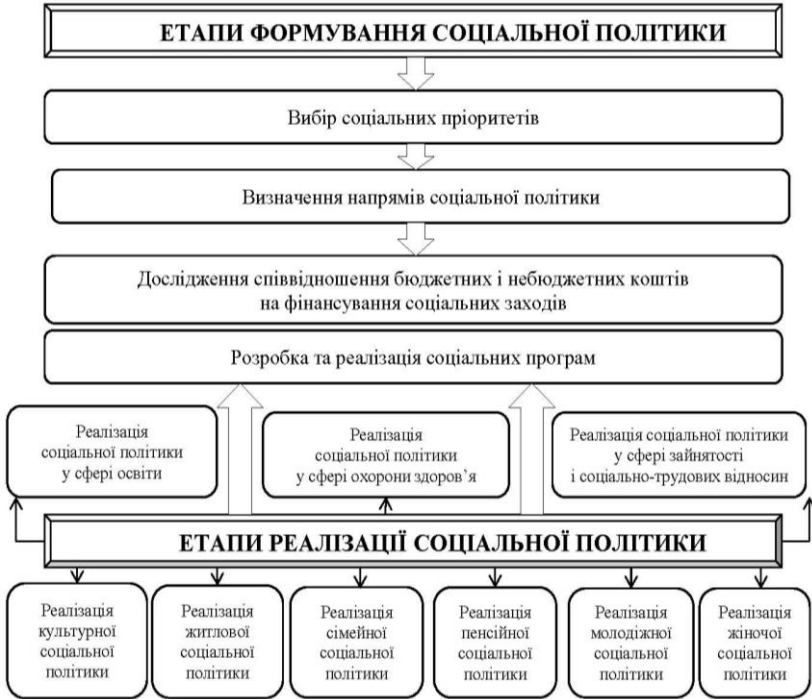 ЕТАПИ ФОРМУВАННЯ СОЦІАЛЬНОЇ ПОЛІТИКИ
Вибір соціальних пріоритетів
Визначення напрямів соціальної політики
Дослідження співвідношення бюджетних і небюджетних коштів
на фінансування соціальних заходів
Розробка та реалізація соціальних програм
Реалізація
соціальної політики
у сфері освіти
Реалізація
соціальної політики
у сфері охорони здоров’я
Реалізація соціальної політики
у сфері зайнятості
і соціально-трудових відносин
ЕТАПИ РЕАЛІЗАЦІЇ СОЦІАЛЬНОЇ ПОЛІТИКИ
Реалізація
культурної
соціальної
політики
Реалізація
житлової
соціальної
політики
Реалізація
сімейної
соціальної
політики
Реалізація
пенсійної
соціальної
політики
Реалізація
молодіжної
соціальної
політики
Реалізація
жіночої
соціальної
політики